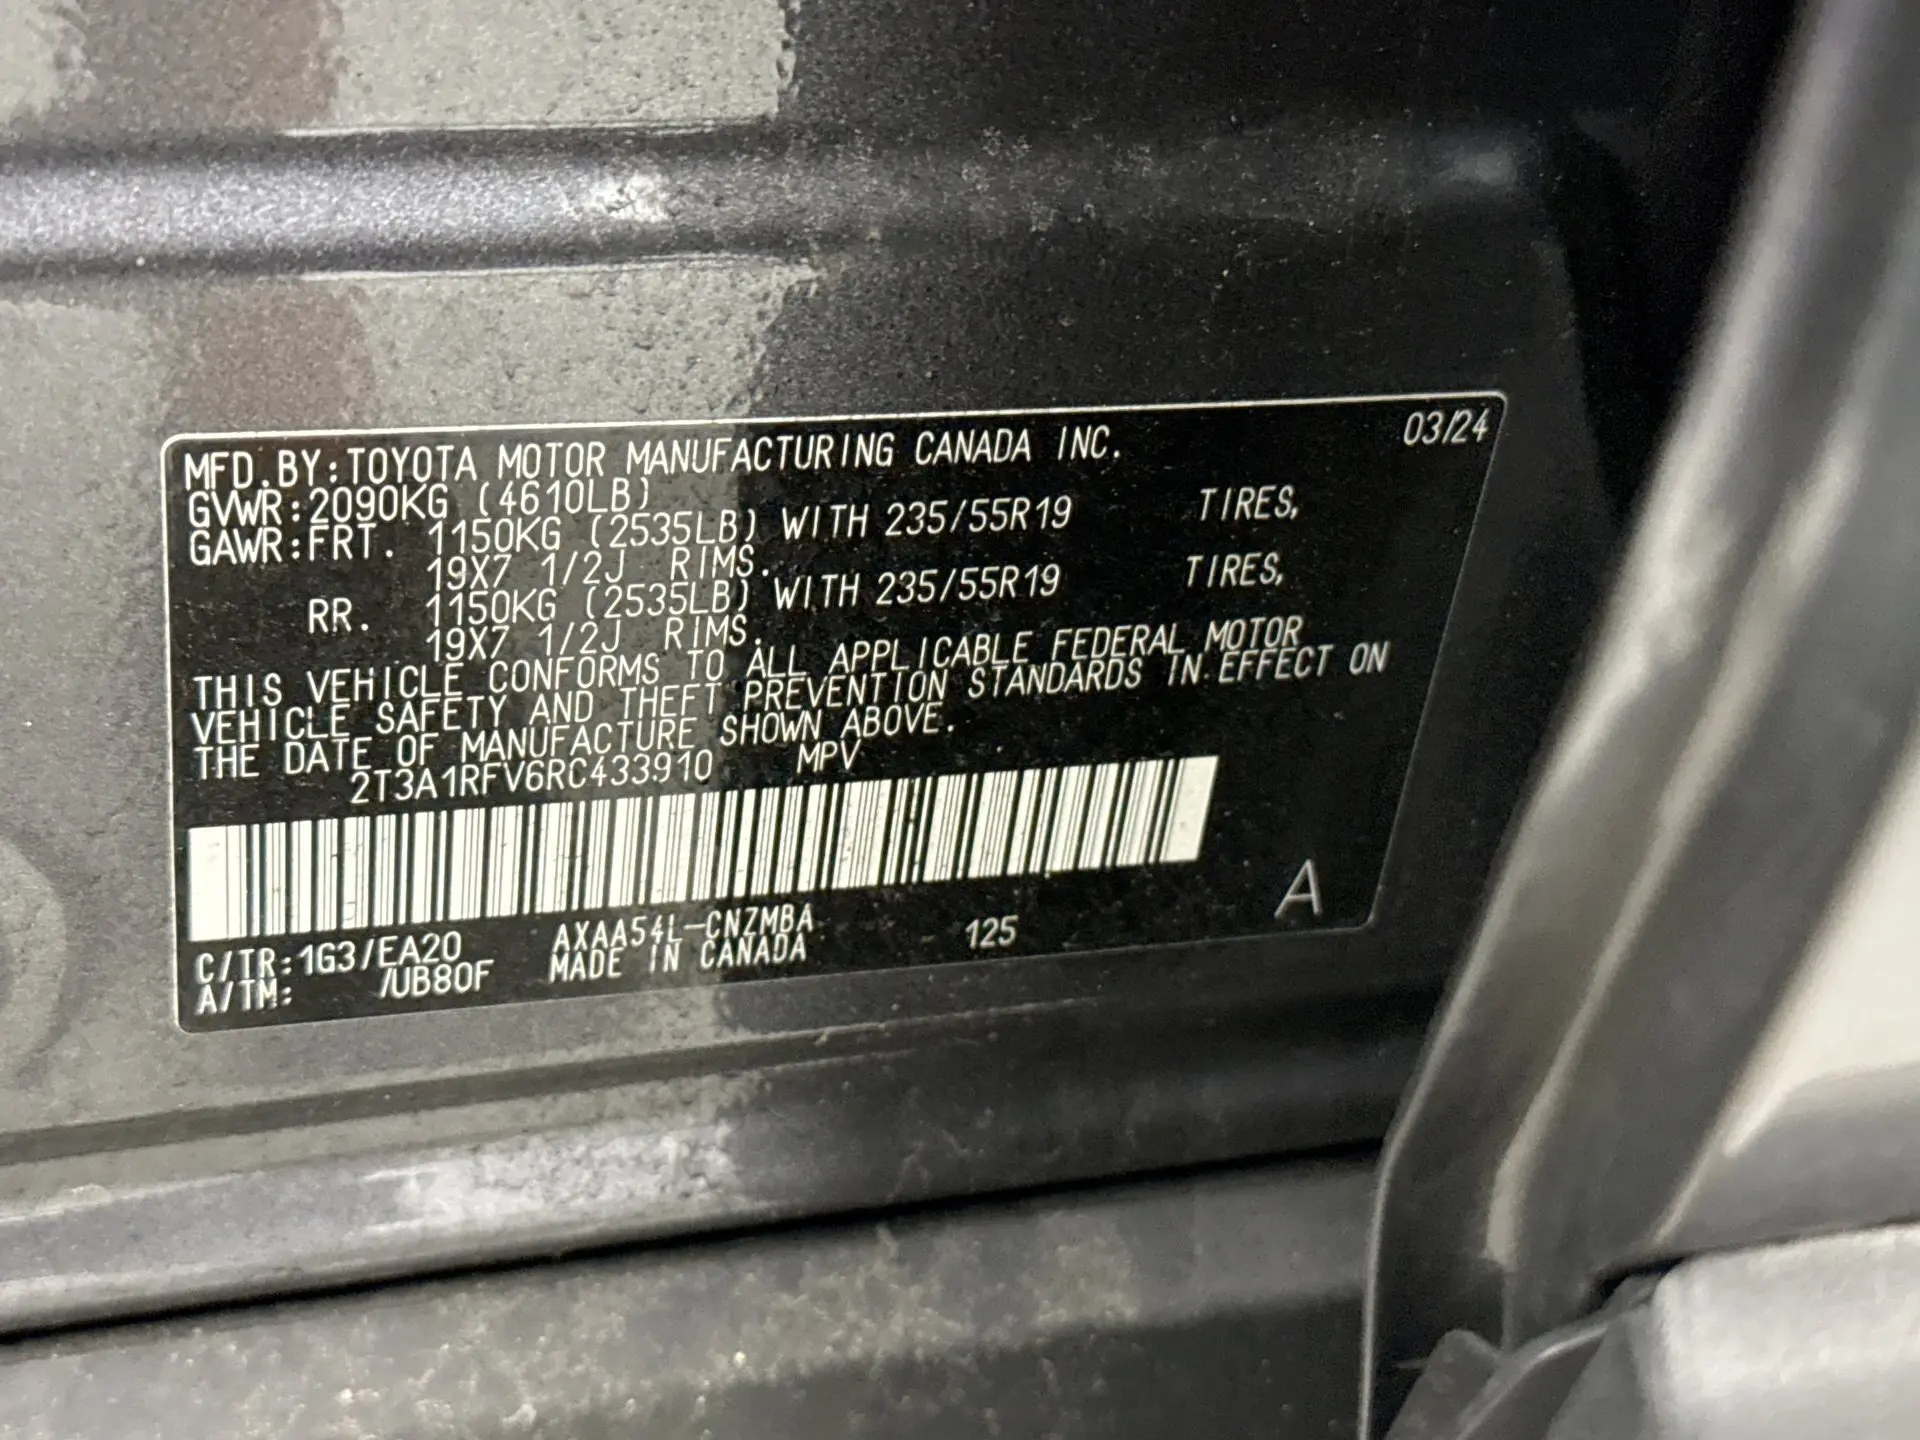 03/24
MFD.BY:TOYOTA MOTOR MANUFACTURING CANADA INC.
GVWR:2090KG (4610LB)
GAWR:FRT. 1150KG (2535LB) WITH 235/55R19 TIRES,
19X7 1/2J RIMS.
RR. 1150KG (2535LB) WITH 235/55R19 TIRES,
19X7 1/2J RIMS.
THIS VEHICLE CONFORMS TO ALL APPLICABLE FEDERAL MOTOR
VEHICLE SAFETY AND THEFT PREVENTION STANDARDS IN EFFECT ON
THE DATE OF MANUFACTURE SHOWN ABOVE.
2T3A1RFV6RC433910 MPV
A
C/TR:1G3/EA20 AXAA54L-CNZMBA 125
A/TM: /UB80F MADE IN CANADA